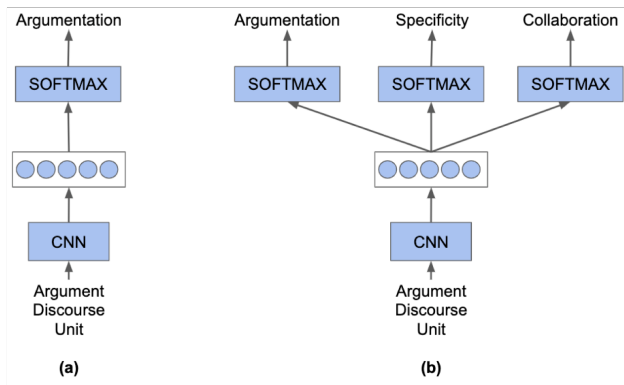 Argumentation
Argumentation
Specificity
Collaboration
SOFTMAX
SOFTMAX
SOFTMAX
SOFTMAX
CNN
CNN
Argument
Discourse
Unit
Argument
Discourse
Unit
(a)
(b)